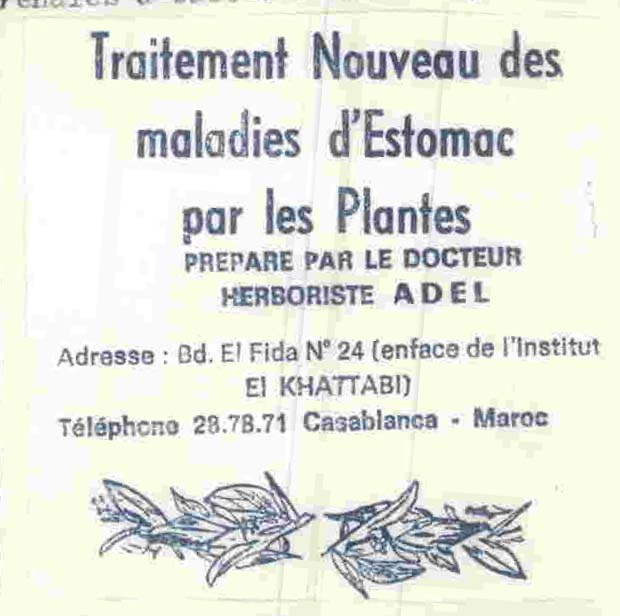 Traitement Nouveau des
maladies d'Estomac
par les Plantes
PREPARE PAR LE DOCTEUR
HERBORISTE ADEL
Adresse : Bd. El Fida N° 24 (enface de l'Institut
El KHATTABI)
Téléphone 28.78.71 Casablanca - Maroc